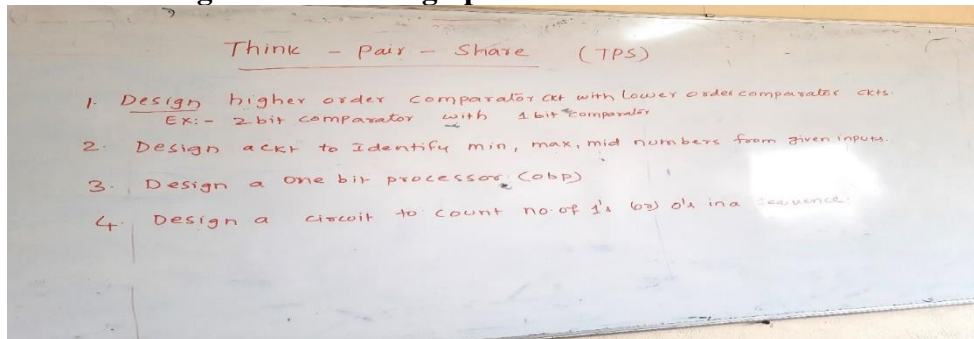 Think - Pair - Share (TPS)
1. Design higher order comparator ckt with Lower order comparator ckts.
Ex:- 2 bit comparator with 1 bit comparator
2. Design a ckt to Identify min, max, mid numbers from given inputs.
3. Design a One bit processor (obp)
4. Design a circuit to count no. of 1's (or) 0's in a sequence.